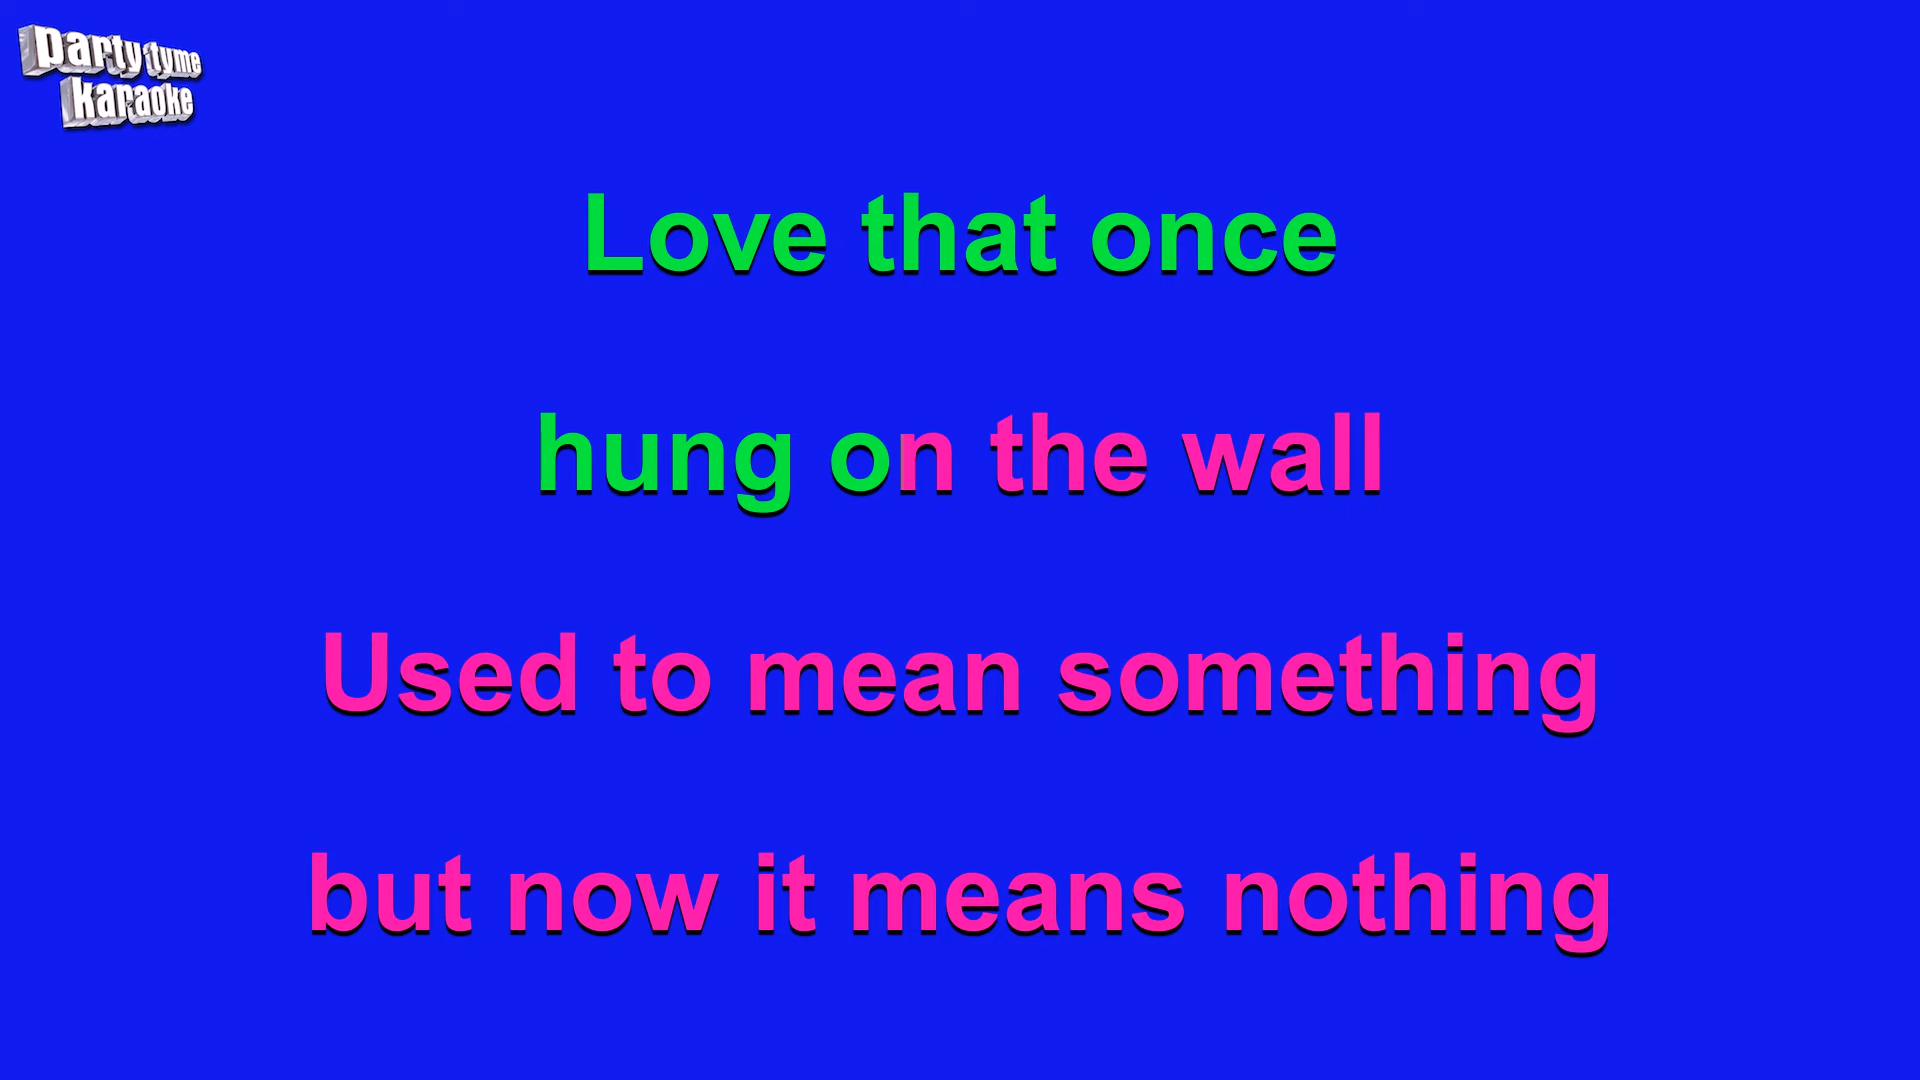 party tyme
karaoke
Love that once
hung on the wall
Used to mean something
but now it means nothing